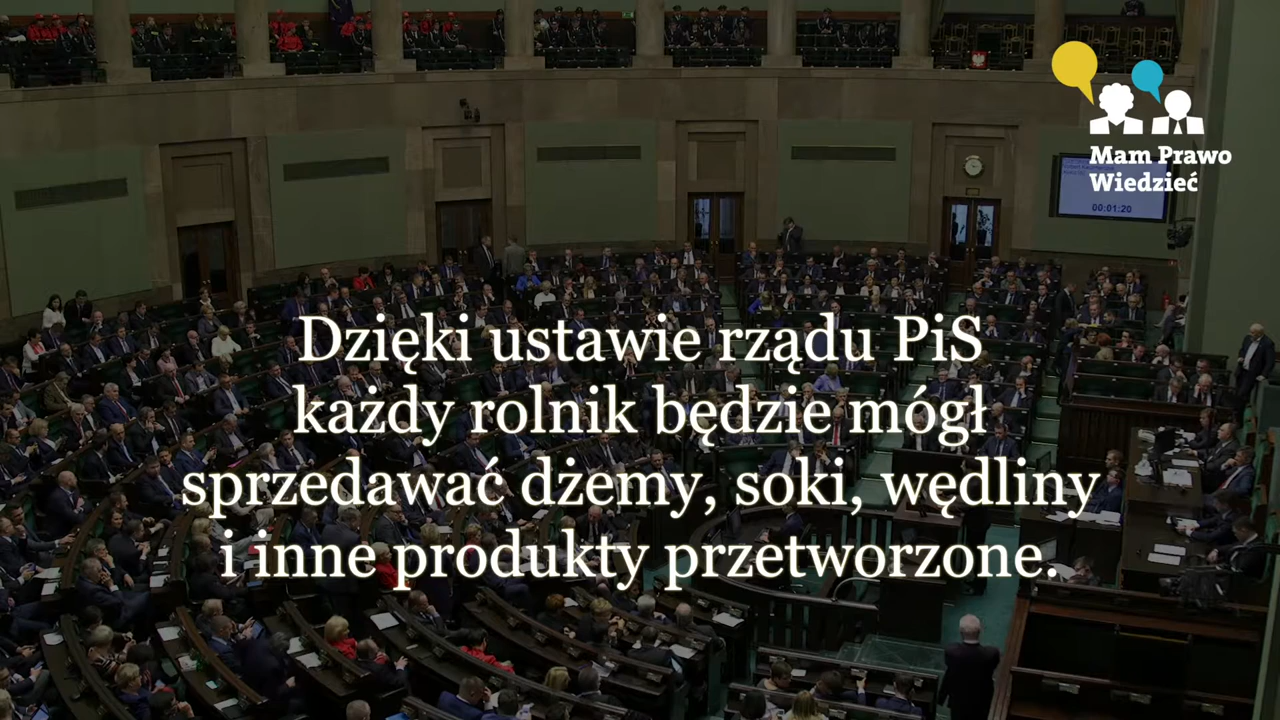 Mam Prawo
Wiedzieć
00:01:20
Dzięki ustawie rządu PiS
każdy rolnik będzie mógł
sprzedawać dżemy, soki, wędliny
i inne produkty przetworzone.